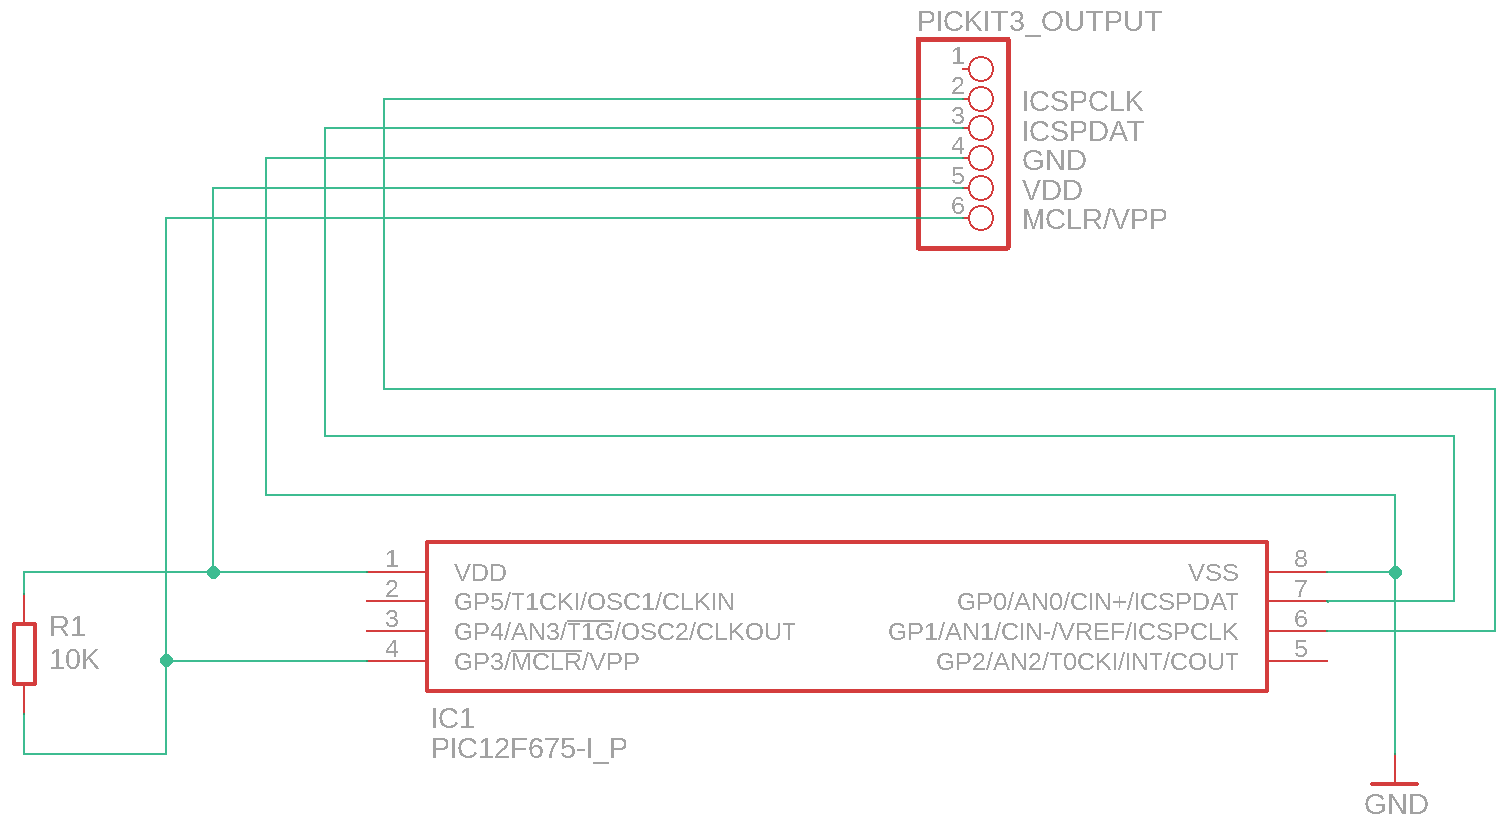 PICKIT3_OUTPUT
1
2
3
4
5
6
ICSPCLK
ICSPDAT
GND
VDD
MCLR/VPP
R1
10K
1
2
3
4
VDD
GP5/T1CKI/OSC1/CLKIN
GP4/AN3/T1G/OSC2/CLKOUT
GP3/MCLR/VPP
VSS
GP0/AN0/CIN+/ICSPDAT
GP1/AN1/CIN-/VREF/ICSPCLK
GP2/AN2/T0CKI/INT/COUT
8
7
6
5
IC1
PIC12F675-I_P
GND